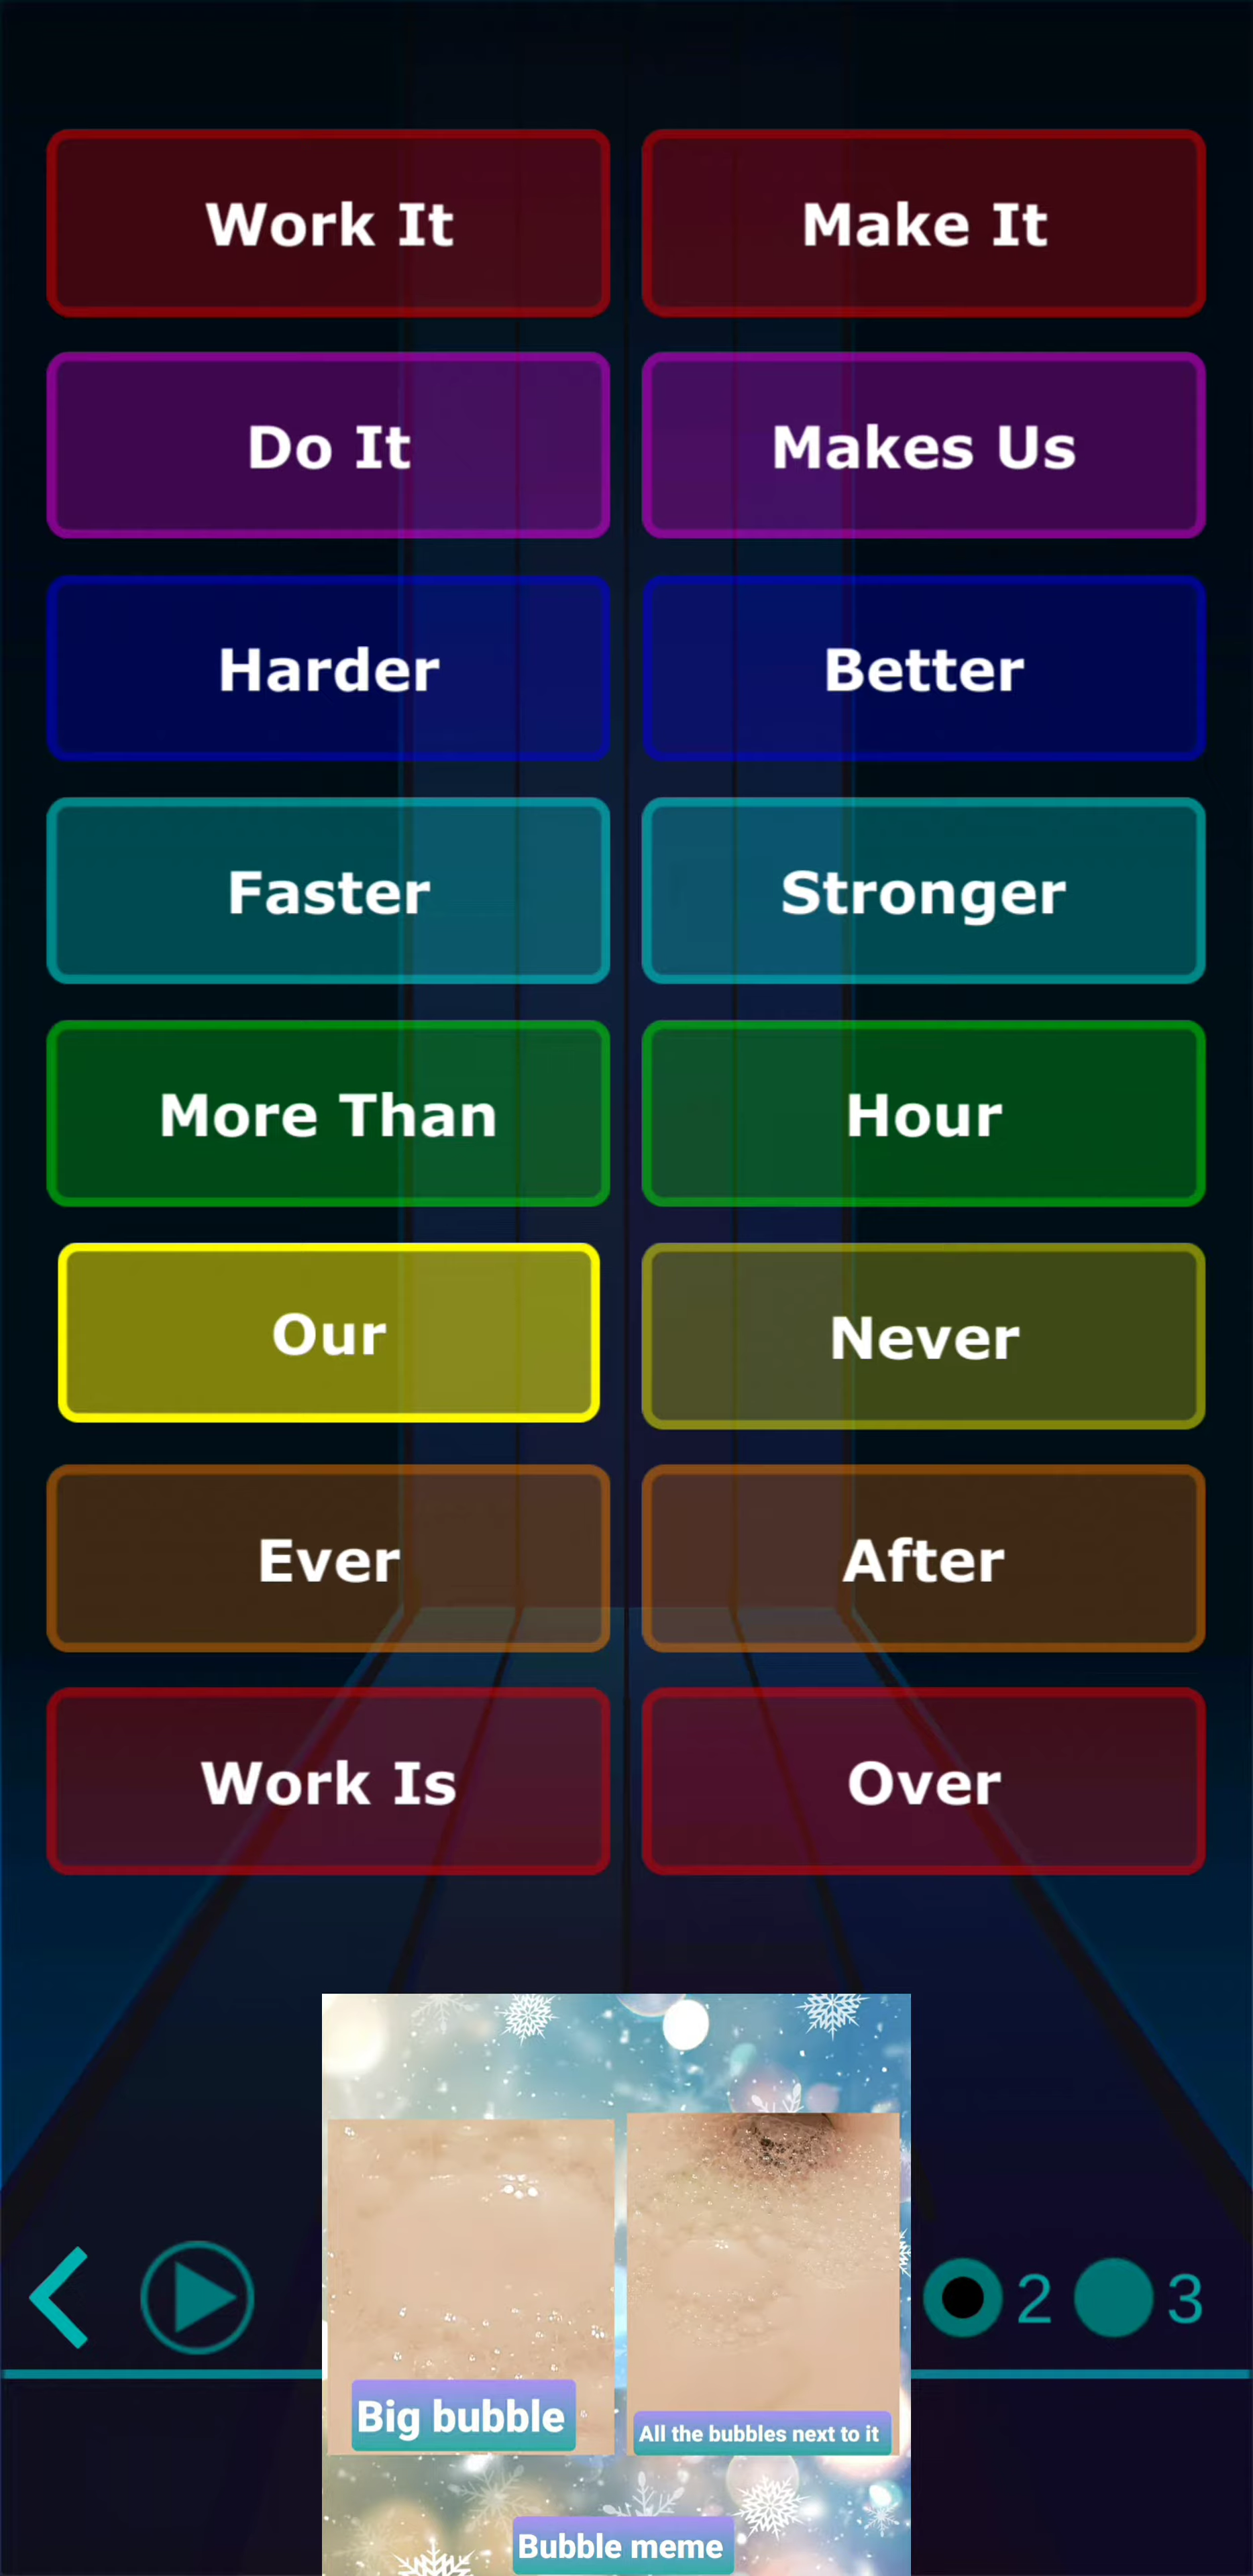 Work It
Make It
Do It
Makes Us
Harder
Better
Faster
Stronger
More Than
Hour
Our
Never
Ever
After
Work Is
Over
2
3
Big bubble
All the bubbles next to it
Bubble meme